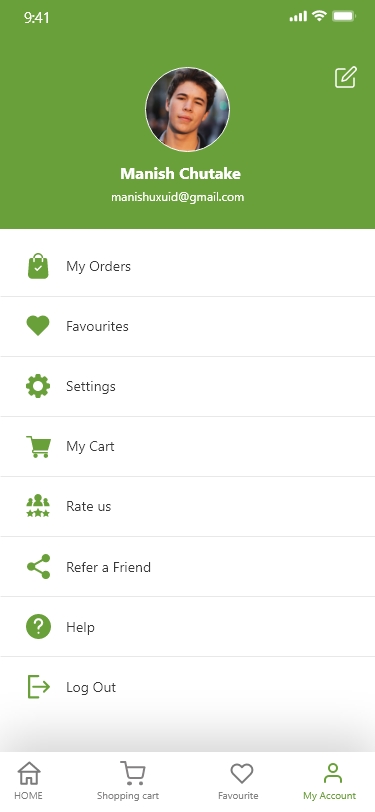 9:41
Manish Chutake
manishuxuid@gmail.com
My Orders
Favourites
Settings
My Cart
Rate us
Refer a Friend
Help
Log Out
HOME
Shopping cart
Favourite
My Account